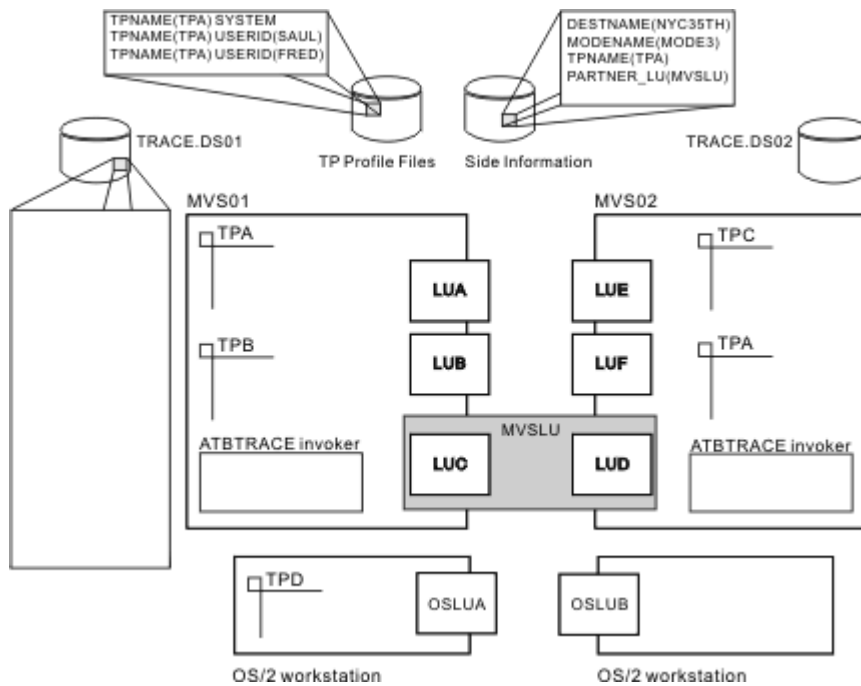 TPNAME(TPA) SYSTEM
TPNAME(TPA) USERID(SAUL)
TPNAME(TPA) USERID(FRED)
DESTNAME(NYC35TH)
MODENAME(MODE3)
TPNAME(TPA)
PARTNER_LU(MVSLU)
TRACE.DS01
TP Profile Files
Side Information
TRACE.DS02
MVS01
MVS02
TPA
TPC
LUA
LUE
TPB
LUB
LUF
TPA
MVSLU
ATBTRACE invoker
LUC
LUD
ATBTRACE invoker
TPD
OSLUA
OSLUB
OS/2 workstation
OS/2 workstation